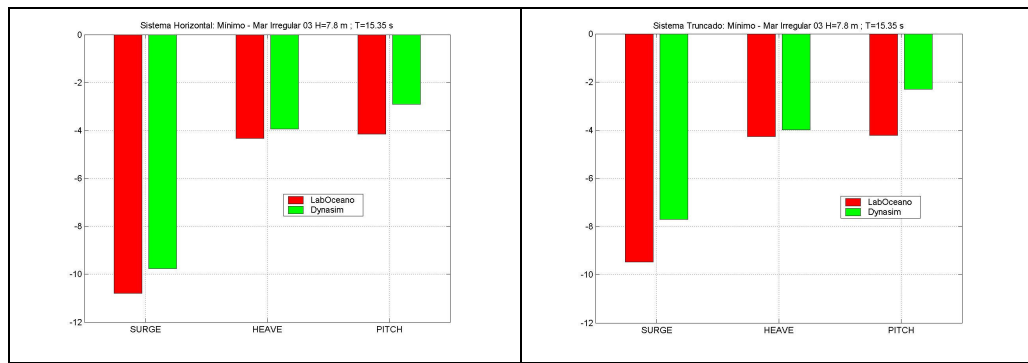 Sistema Horizontal: Mínimo - Mar Irregular 03 H=7.8 m ; T=15.35 s
0
-2
-4
-6
-8
-10
-12
LabOceano
Dynasim
SURGE HEAVE PITCH
Sistema Truncado: Mínimo - Mar Irregular 03 H=7.8 m ; T=15.35 s
0
-2
-4
-6
-8
-10
-12
LabOceano
Dynasim
SURGE HEAVE PITCH